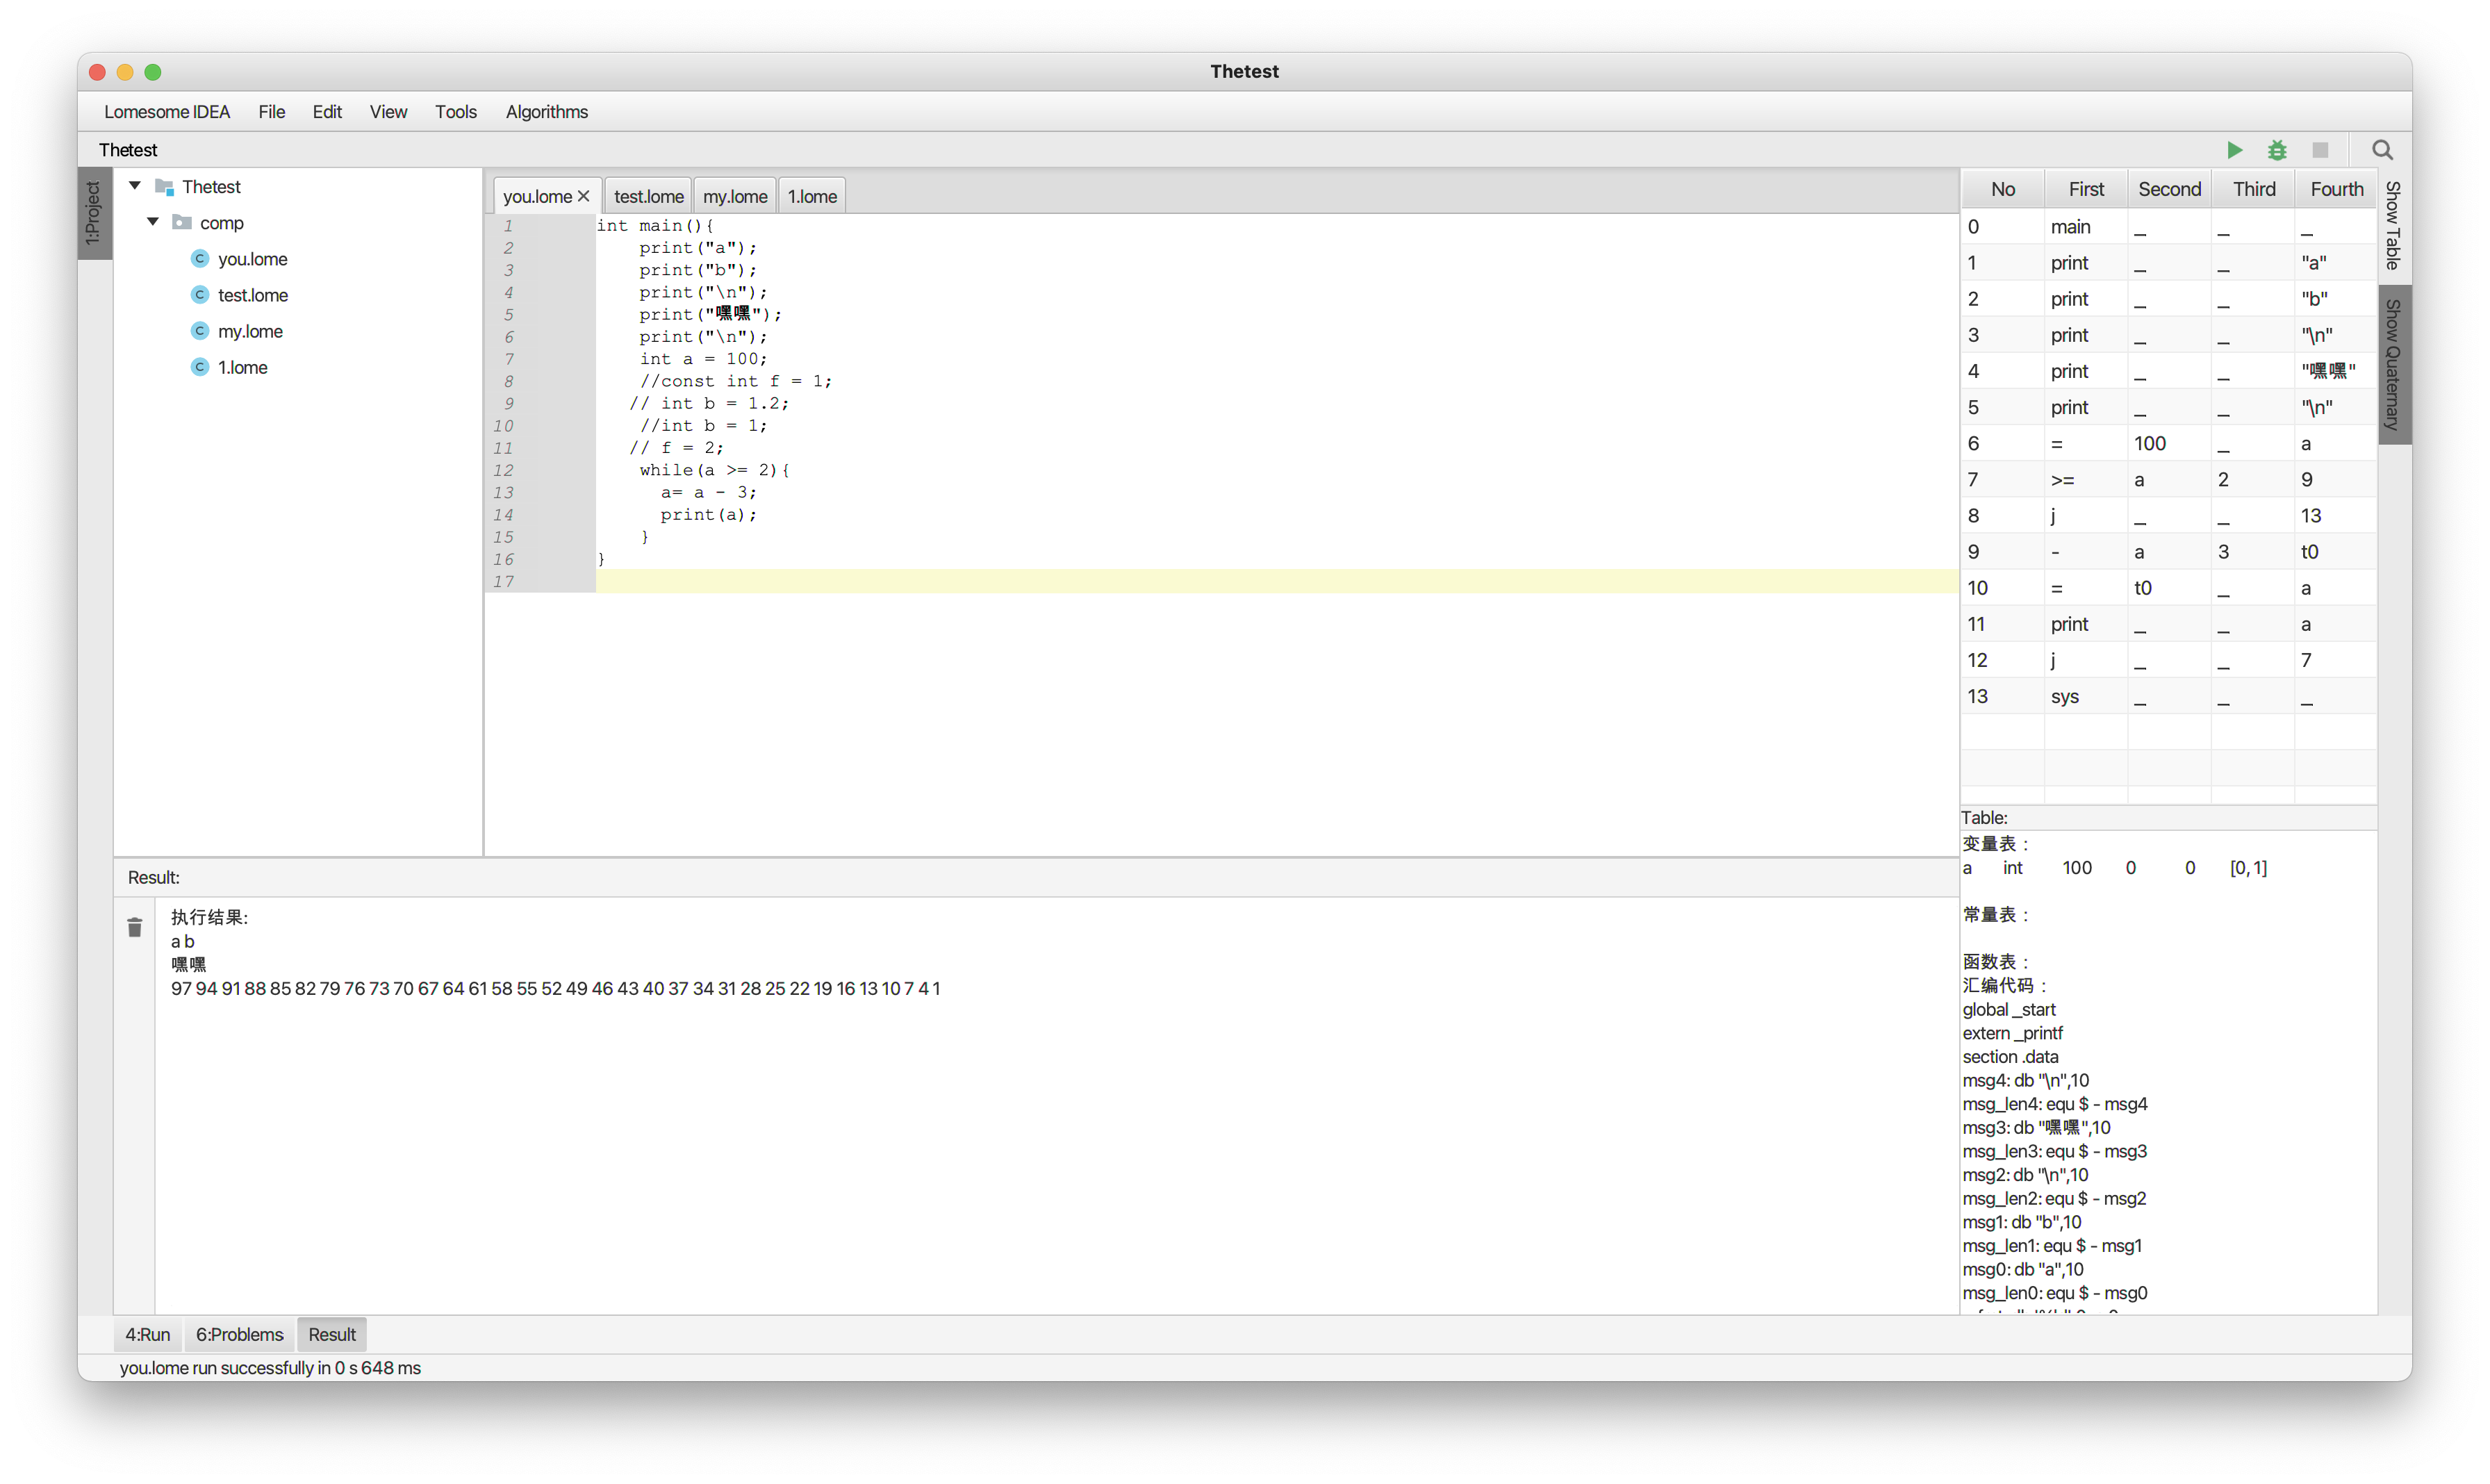 Thetest
Lomesome IDEA File Edit View Tools Algorithms
Thetest
1:Project
Thetest
comp
you.lome
test.lome
my.lome
1.lome
you.lome test.lome my.lome 1.lome
1 int main(){
2 print("a");
3 print("b");
4 print("\n");
5 print("嘿嘿");
6 print("\n");
7 int a = 100;
8 //const int f = 1;
9 // int b = 1.2;
10 //int b = 1;
11 // f = 2;
12 while(a >= 2){
13 a= a - 3;
14 print(a);
15 }
16 }
17
No First Second Third Fourth
0 main _ _ _
1 print _ _ "a"
2 print _ _ "b"
3 print _ _ "\n"
4 print _ _ "嘿嘿"
5 print _ _ "\n"
6 = 100 _ a
7 >= a 2 9
8 j _ _ 13
9 - a 3 t0
10 = t0 _ a
11 print _ _ a
12 j _ _ 7
13 sys _ _ _
Show Table
Show Quaternary
Table:
变量表：
a int 100 0 0 [0, 1]
常量表：
函数表：
汇编代码：
global _start
extern _printf
section .data
msg4: db "\n",10
msg_len4: equ $ - msg4
msg3: db "嘿嘿",10
msg_len3: equ $ - msg3
msg2: db "\n",10
msg_len2: equ $ - msg2
msg1: db "b",10
msg_len1: equ $ - msg1
msg0: db "a",10
msg_len0: equ $ - msg0
Result:
执行结果:
a b
嘿嘿
97 94 91 88 85 82 79 76 73 70 67 64 61 58 55 52 49 46 43 40 37 34 31 28 25 22 19 16 13 10 7 4 1
4:Run 6:Problems Result
you.lome run successfully in 0 s 648 ms